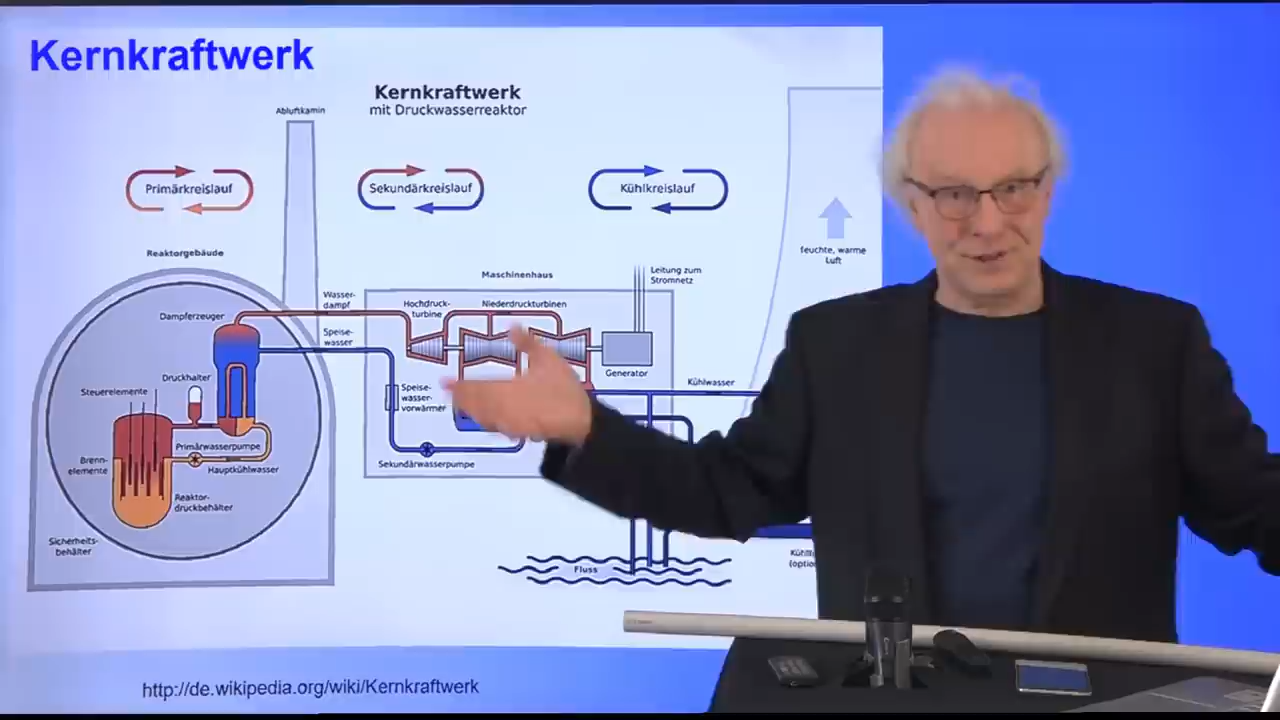 Kernkraftwerk
Kernkraftwerk
mit Druckwasserreaktor
Abluftkamin
Primärkreislauf
Sekundärkreislauf
Kühlkreislauf
Reaktorgebäude
feuchte, warme
Luft
Maschinenhaus
Leitung zum
Stromnetz
Wasser-
dampf
Hochdruck-
turbine
Niederdruckturbinen
Dampferzeuger
Speise-
wasser
Generator
Druckhalter
Kühlwasser
Steuerelemente
Speise-
wasser-
vorwärmer
Primärwasserpumpe
Brenn-
elemente
Hauptkühlwasser
Sekundärwasserpumpe
Reaktor-
druckbehälter
Sicherheits-
behälter
Fluss
http://de.wikipedia.org/wiki/Kernkraftwerk